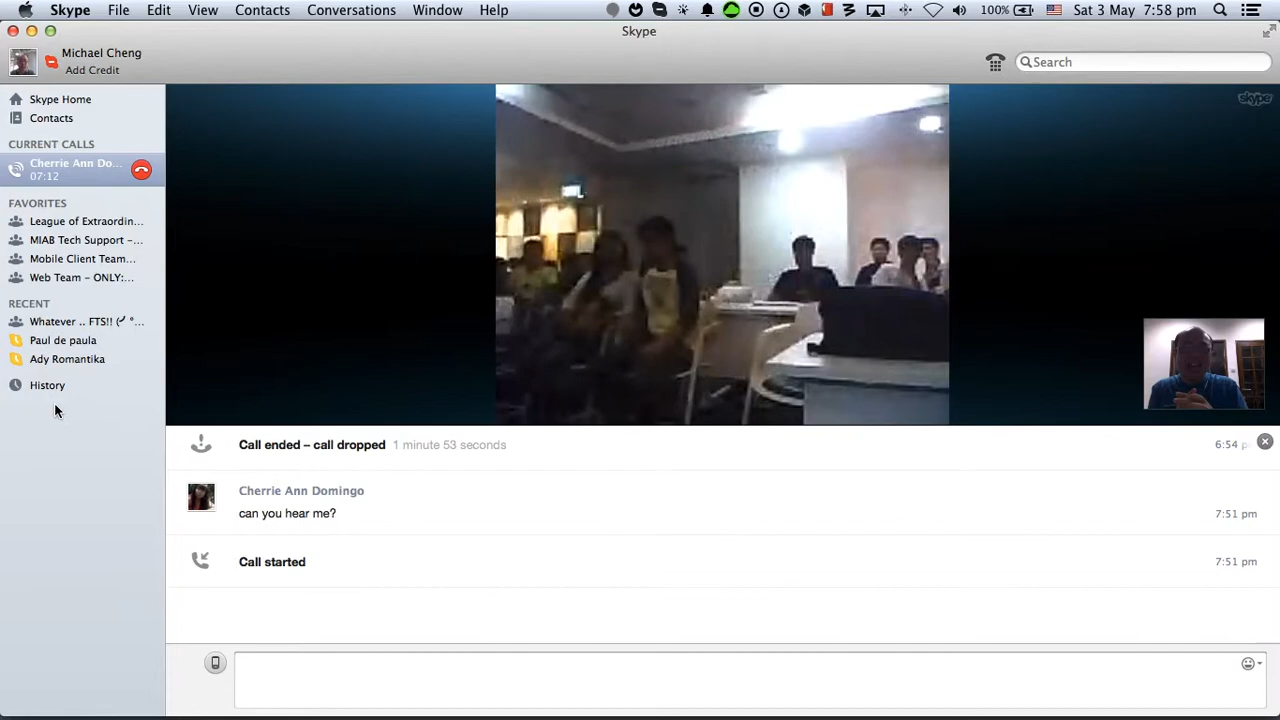 Skype File Edit View Contacts Conversations Window Help 100% Sat 3 May 7:58 pm
Skype
Michael Cheng
Add Credit
Search
Skype Home
Contacts
CURRENT CALLS
Cherrie Ann Do...
07:12
FAVORITES
League of Extraordin...
MIAB Tech Support –...
Mobile Client Team...
Web Team – ONLY:...
RECENT
Whatever .. FTS!! (╯°...
Paul de paula
Ady Romantika
History
skype
Call ended – call dropped 1 minute 53 seconds 6:54 p
Cherrie Ann Domingo
can you hear me? 7:51 pm
Call started 7:51 pm